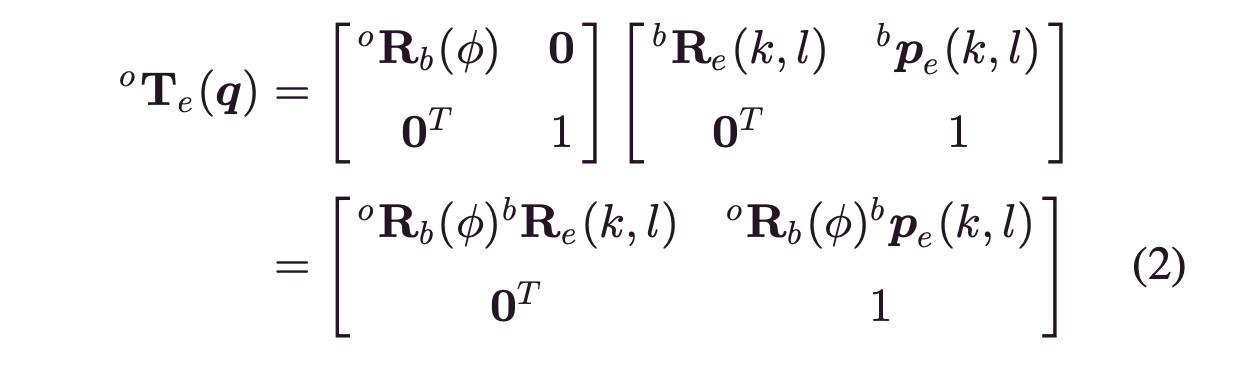 $^{o}\mathbf{T}_{e}(\boldsymbol{q}) = \begin{bmatrix} ^{o}\mathbf{R}_{b}(\phi) & \mathbf{0} \\ \mathbf{0}^{T} & 1 \end{bmatrix} \begin{bmatrix} ^{b}\mathbf{R}_{e}(k,l) & ^{b}\boldsymbol{p}_{e}(k,l) \\ \mathbf{0}^{T} & 1 \end{bmatrix}$
$= \begin{bmatrix} ^{o}\mathbf{R}_{b}(\phi)^{b}\mathbf{R}_{e}(k,l) & ^{o}\mathbf{R}_{b}(\phi)^{b}\boldsymbol{p}_{e}(k,l) \\ \mathbf{0}^{T} & 1 \end{bmatrix} \quad (2)$